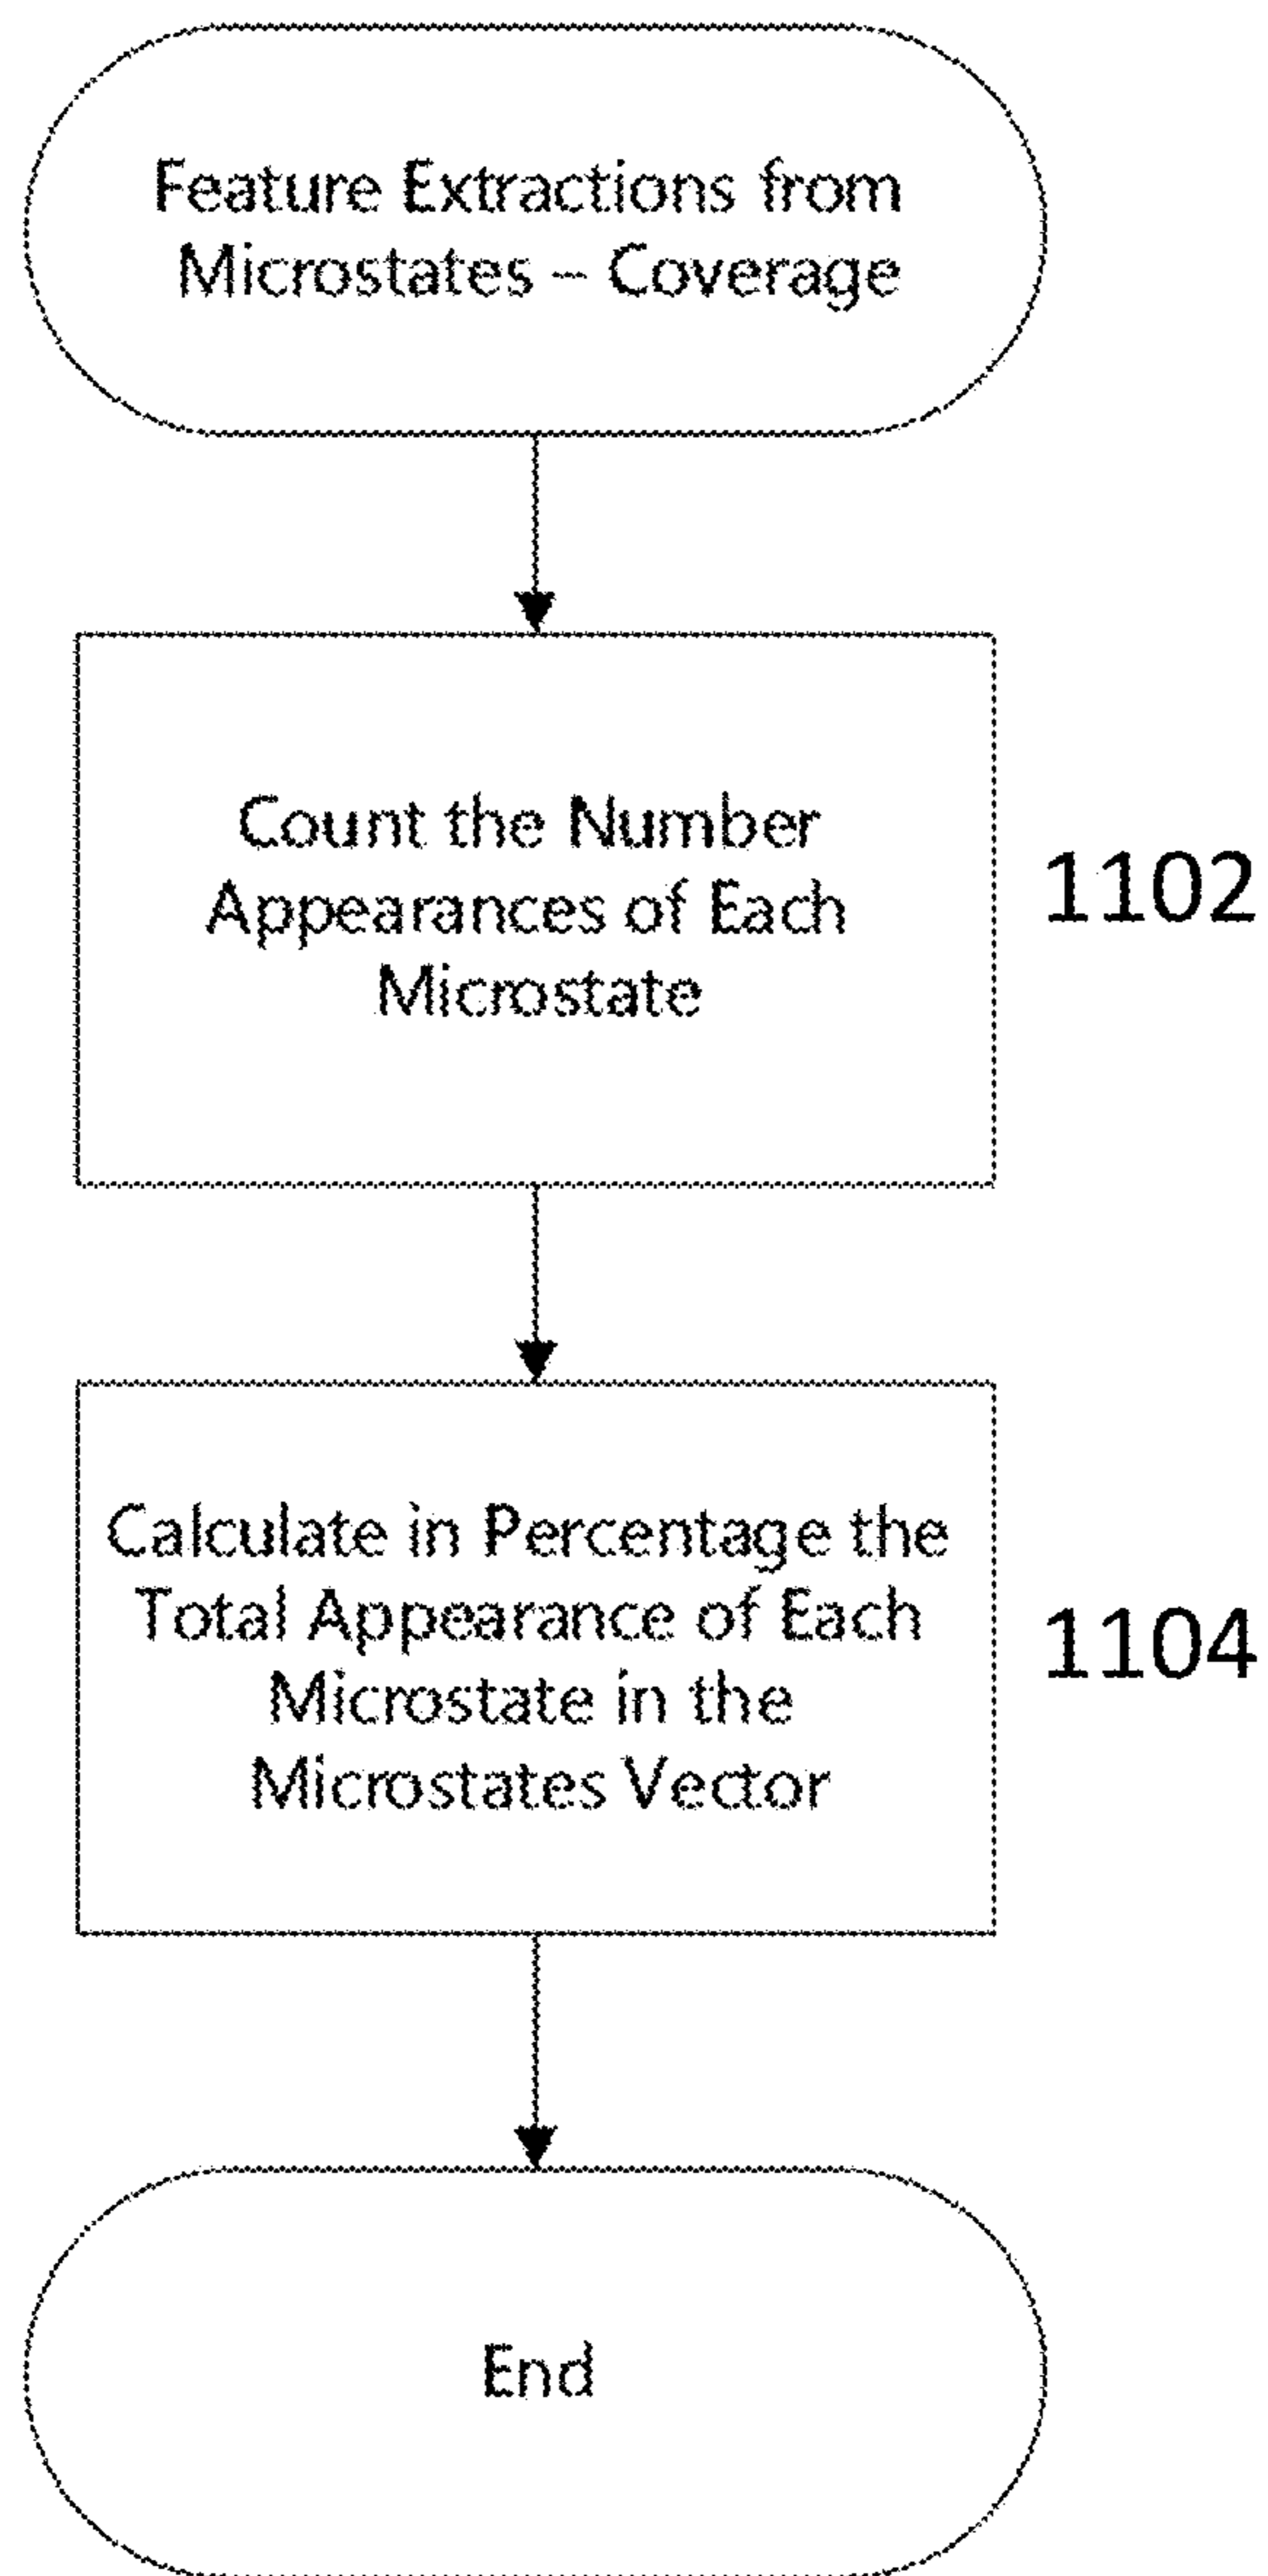 Feature Extractions from
Microstates – Coverage
Count the Number
Appearances of Each
Microstate
1102
Calculate in Percentage the
Total Appearance of Each
Microstate in the
Microstates Vector
1104
End